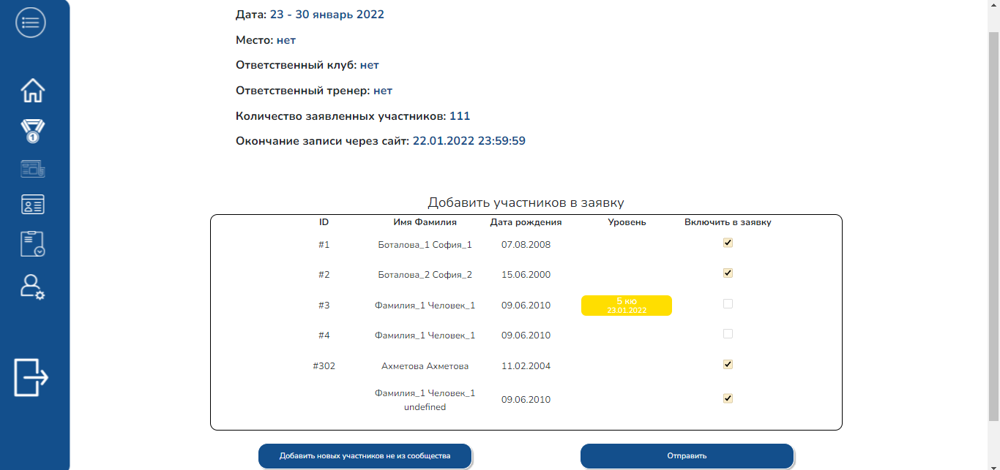 Дата: 23 - 30 январь 2022
Место: нет
Ответственный клуб: нет
Ответственный тренер: нет
Количество заявленных участников: 111
Окончание записи через сайт: 22.01.2022 23:59:59
Добавить участников в заявку
ID Имя Фамилия Дата рождения Уровень Включить в заявку
#1 Боталова_1 София_1 07.08.2008
#2 Боталова_2 София_2 15.06.2000
#3 Фамилия_1 Человек_1 09.06.2010 5 кю
23.01.2022
#4 Фамилия_1 Человек_1 09.06.2010
#302 Ахметова Ахметова 11.02.2004
Фамилия_1 Человек_1
undefined 09.06.2010
Добавить новых участников не из сообщества Отправить
1